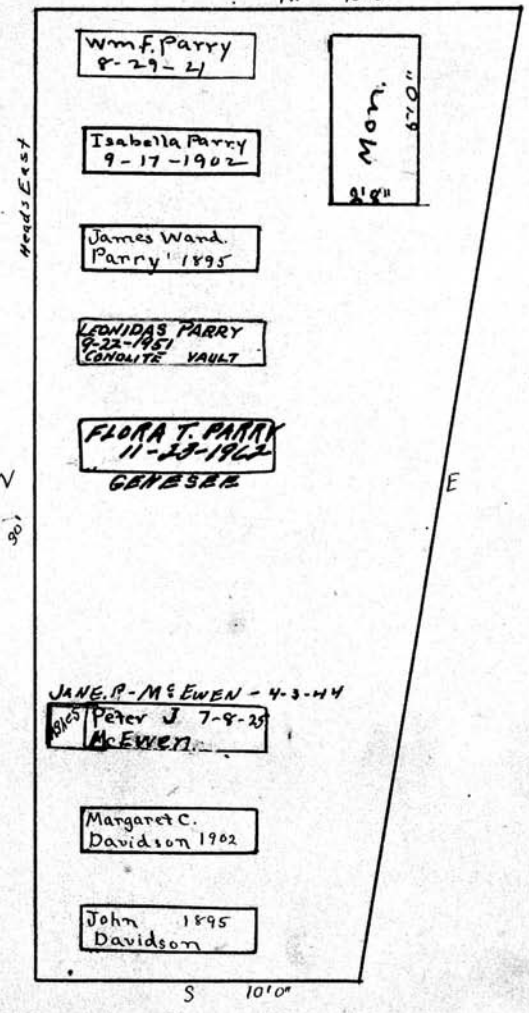 Wm. F. Parry
8-29-21
Mon.
6'-0"
2'8"
Heads East
Isabella Parry
9-17-1902
James Ward.
Parry 1895
LEONIDAS PARRY
9-22-1951
CONOLITE VAULT
FLORA T. PARRY
11-23-1962
GENESEE
E
30'
JANE. P - McEWEN - 4-3-44
ASHES
Peter J 7-8-25
McEwen.
Margaret C.
Davidson 1902
John 1895
Davidson
S 10'0"